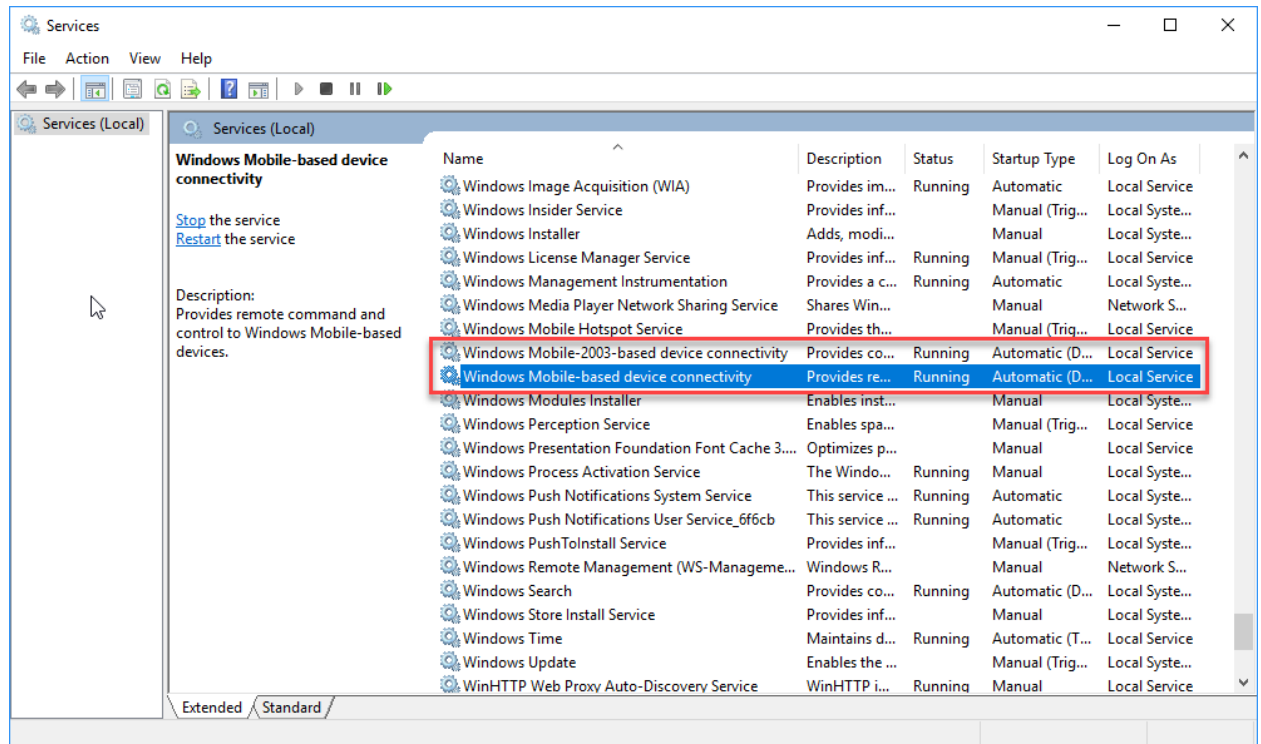 Services
File Action View Help
Services (Local)
Services (Local)
Windows Mobile-based device
connectivity
Stop the service
Restart the service
Description:
Provides remote command and
control to Windows Mobile-based
devices.
Name Description Status Startup Type Log On As
Windows Image Acquisition (WIA) Provides im... Running Automatic Local Service
Windows Insider Service Provides inf... Manual (Trig... Local Syste...
Windows Installer Adds, modi... Manual Local Syste...
Windows License Manager Service Provides inf... Running Manual (Trig... Local Service
Windows Management Instrumentation Provides a c... Running Automatic Local Syste...
Windows Media Player Network Sharing Service Shares Win... Manual Network S...
Windows Mobile Hotspot Service Provides th... Manual (Trig... Local Service
Windows Mobile-2003-based device connectivity Provides co... Running Automatic (D... Local Service
Windows Mobile-based device connectivity Provides re... Running Automatic (D... Local Service
Windows Modules Installer Enables inst... Manual Local Syste...
Windows Perception Service Enables spa... Manual (Trig... Local Service
Windows Presentation Foundation Font Cache 3.... Optimizes p... Manual Local Service
Windows Process Activation Service The Windo... Running Manual Local Syste...
Windows Push Notifications System Service This service ... Running Automatic Local Syste...
Windows Push Notifications User Service_6f6cb This service ... Running Automatic Local Syste...
Windows PushToInstall Service Provides inf... Manual (Trig... Local Syste...
Windows Remote Management (WS-Manageme... Windows R... Manual Network S...
Windows Search Provides co... Running Automatic (D... Local Syste...
Windows Store Install Service Provides inf... Manual Local Syste...
Windows Time Maintains d... Running Automatic (T... Local Service
Windows Update Enables the ... Manual (Trig... Local Syste...
WinHTTP Web Proxy Auto-Discovery Service WinHTTP i... Running Manual Local Service
Extended Standard